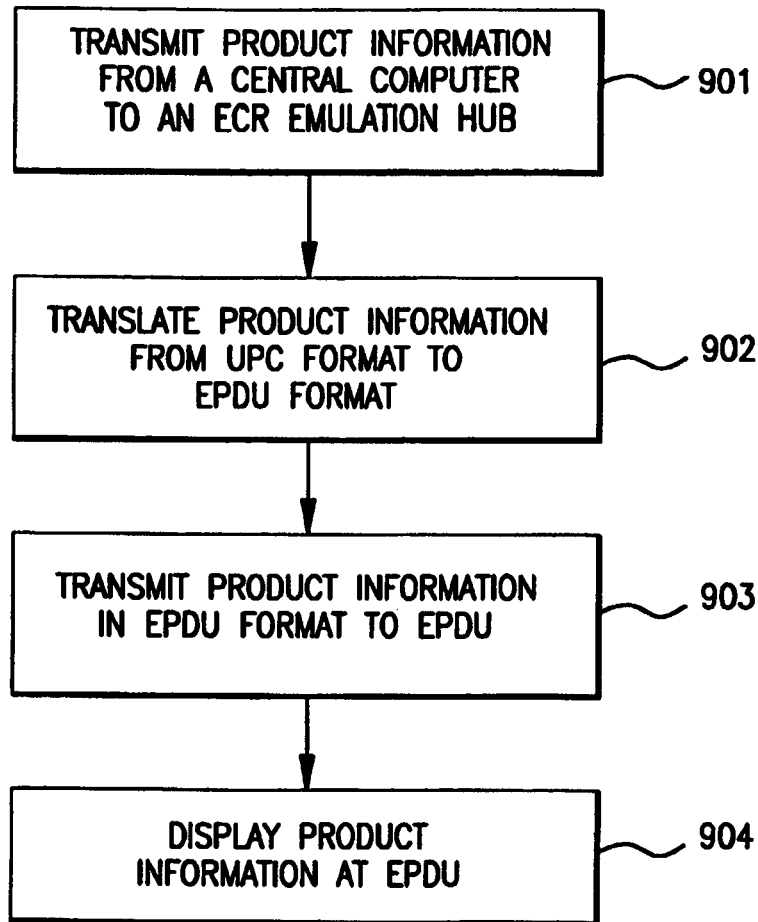 TRANSMIT PRODUCT INFORMATION
FROM A CENTRAL COMPUTER
TO AN ECR EMULATION HUB
901
TRANSLATE PRODUCT INFORMATION
FROM UPC FORMAT TO
EPDU FORMAT
902
TRANSMIT PRODUCT INFORMATION
IN EPDU FORMAT TO EPDU
903
DISPLAY PRODUCT
INFORMATION AT EPDU
904